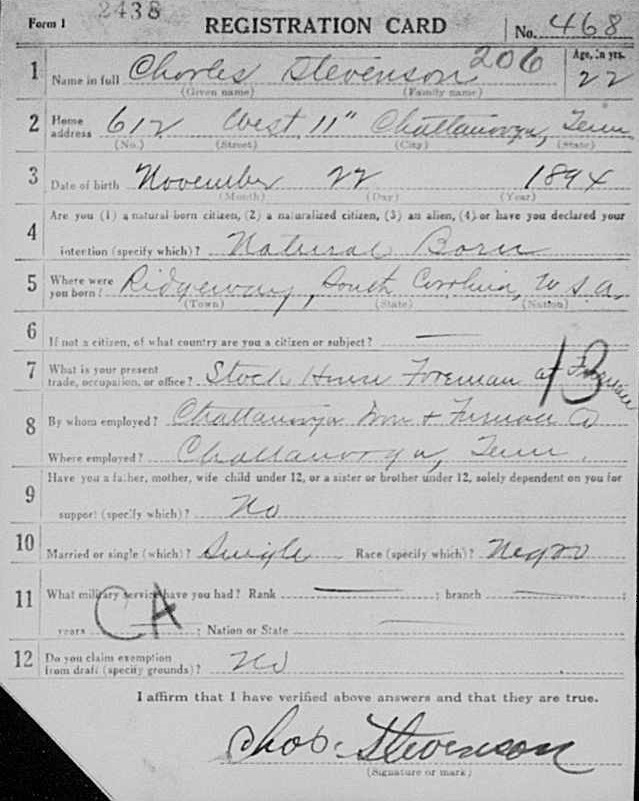 Form 1 2438 REGISTRATION CARD No. 468
1 Name in full Charles Stevenson 206 Age, in yrs. 22
(Given name) (Family name)
2 Home address 612 West 11" Chattanooga, Tenn
(No.) (Street) (City) (State)
3 Date of birth November 22 1894
(Month) (Day) (Year)
4 Are you (1) a natural-born citizen, (2) a naturalized citizen, (3) an alien, (4) or have you declared your
intention (specify which)? Natural Born
5 Where were you born? Ridgeway, South Carolina, U S A.
(Town) (State) (Nation)
6 If not a citizen, of what country are you a citizen or subject? —
7 What is your present trade, occupation, or office? Stock House Foreman at Furnace 13
8 By whom employed? Chattanooga Iron + Furnace Co
Where employed? Chattanooga, Tenn.
9 Have you a father, mother, wife child under 12, or a sister or brother under 12, solely dependent on you for
support (specify which)? No
10 Married or single (which)? Single Race (specify which)? Negro
11 What military service have you had? Rank — ; branch — ;
years — ; Nation or State —
CA
12 Do you claim exemption from draft (specify grounds)? No
I affirm that I have verified above answers and that they are true.
Chas. Stevenson
(Signature or mark)